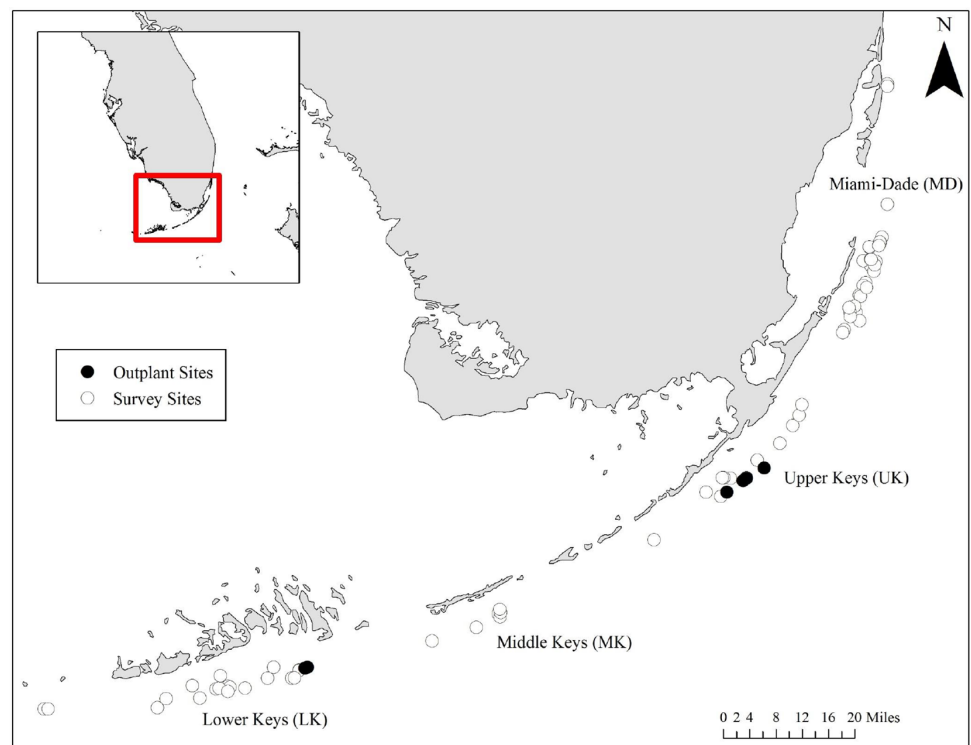 N
Miami-Dade (MD)
Outplant Sites
Survey Sites
Upper Keys (UK)
Middle Keys (MK)
Lower Keys (LK)
0 2 4 8 12 16 20 Miles